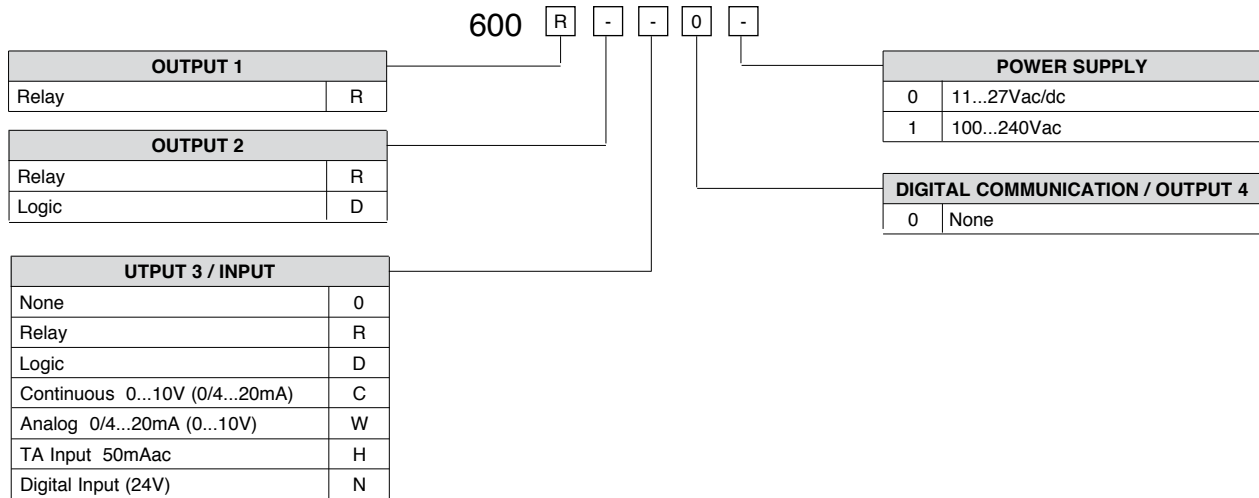 600 R - - 0 -
OUTPUT 1
Relay R
OUTPUT 2
Relay R
Logic D
UTPUT 3 / INPUT
None 0
Relay R
Logic D
Continuous 0...10V (0/4...20mA) C
Analog 0/4...20mA (0...10V) W
TA Input 50mAac H
Digital Input (24V) N
POWER SUPPLY
0 11...27Vac/dc
1 100...240Vac
DIGITAL COMMUNICATION / OUTPUT 4
0 None